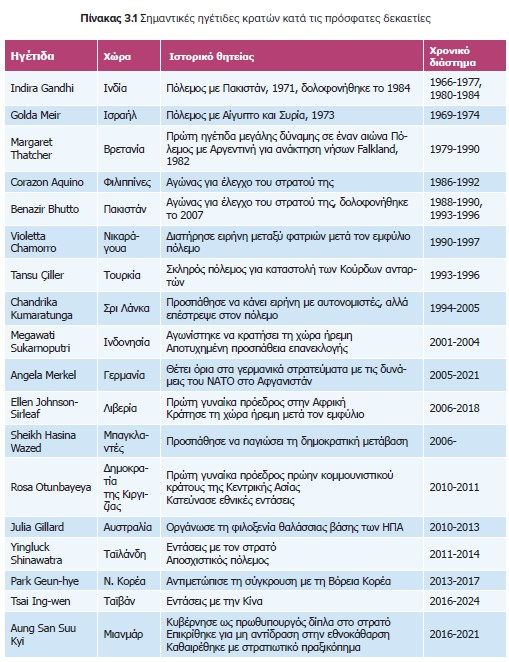 Πίνακας 3.1 Σημαντικές ηγέτιδες κρατών κατά τις πρόσφατες δεκαετίες
Ηγέτιδα Χώρα Ιστορικό θητείας Χρονικό διάστημα
Indira Gandhi Ινδία Πόλεμος με Πακιστάν, 1971, δολοφονήθηκε το 1984 1966-1977,
1980-1984
Golda Meir Ισραήλ Πόλεμος με Αίγυπτο και Συρία, 1973 1969-1974
Margaret
Thatcher Βρετανία Πρώτη ηγέτιδα μεγάλης δύναμης σε έναν αιώνα Πό-
λεμος με Αργεντινή για ανάκτηση νήσων Falkland,
1982 1979-1990
Corazon Aquino Φιλιππίνες Αγώνας για έλεγχο του στρατού της 1986-1992
Benazir Bhutto Πακιστάν Αγώνας για έλεγχο του στρατού της, δολοφονήθηκε
το 2007 1988-1990,
1993-1996
Violetta
Chamorro Νικαρά-
γουα Διατήρησε ειρήνη μεταξύ φατριών μετά τον εμφύλιο
πόλεμο 1990-1997
Tansu Çiller Τουρκία Σκληρός πόλεμος για καταστολή των Κούρδων ανταρ-
τών 1993-1996
Chandrika
Kumaratunga Σρι Λάνκα Προσπάθησε να κάνει ειρήνη με αυτονομιστές, αλλά
επέστρεψε στον πόλεμο 1994-2005
Megawati
Sukarnoputri Ινδονησία Αγωνίστηκε να κρατήσει τη χώρα ήρεμη
Αποτυχημένη προσπάθεια επανεκλογής 2001-2004
Angela Merkel Γερμανία Θέτει όρια στα γερμανικά στρατεύματα με τις δυνά-
μεις του ΝΑΤΟ στο Αφγανιστάν 2005-2021
Ellen Johnson-
Sirleaf Λιβερία Πρώτη γυναίκα πρόεδρος στην Αφρική
Κράτησε τη χώρα ήρεμη μετά τον εμφύλιο 2006-2018
Sheikh Hasina
Wazed Μπαγκλα-
ντές Προσπάθησε να παγιώσει τη δημοκρατική μετάβαση 2006-
Rosa Otunbayeya Δημοκρα-
τία
της Κιργι-
ζίας Πρώτη γυναίκα πρόεδρος πρώην κομμουνιστικού
κράτους της Κεντρικής Ασίας
Κατεύνασε εθνικές εντάσεις 2010-2011
Julia Gillard Αυστραλία Οργάνωσε τη φιλοξενία θαλάσσιας βάσης των ΗΠΑ 2010-2013
Yingluck
Shinawatra Ταϊλάνδη Εντάσεις με τον στρατό
Αποσχιστικός πόλεμος 2011-2014
Park Geun-hye Ν. Κορέα Αντιμετώπισε τη σύγκρουση με τη Βόρεια Κορέα 2013-2017
Tsai Ing-wen Ταϊβάν Εντάσεις με την Κίνα 2016-2024
Aung San Suu
Kyi Μιανμάρ Κυβέρνησε ως πρωθυπουργός δίπλα στο στρατό
Επικρίθηκε για μη αντίδραση στην εθνοκάθαρση
Καθαιρέθηκε με στρατιωτικό πραξικόπημα 2016-2021